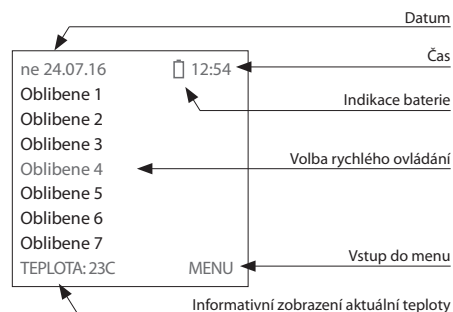 Datum
Čas
ne 24.07.16 12:54
Oblibene 1
Indikace baterie
Oblibene 2
Oblibene 3
Oblibene 4
Volba rychlého ovládání
Oblibene 5
Oblibene 6
Oblibene 7
Vstup do menu
TEPLOTA: 23C MENU
Informativní zobrazení aktuální teploty